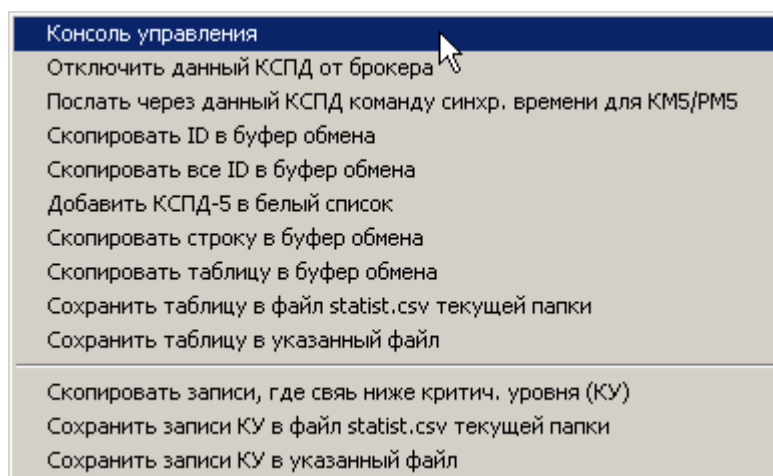 Консоль управления
Отключить данный КСПД от брокера
Послать через данный КСПД команду синхр. времени для КМ5/РМ5
Скопировать ID в буфер обмена
Скопировать все ID в буфер обмена
Добавить КСПД-5 в белый список
Скопировать строку в буфер обмена
Скопировать таблицу в буфер обмена
Сохранить таблицу в файл statist.csv текущей папки
Сохранить таблицу в указанный файл
Скопировать записи, где свяь ниже критич. уровня (КУ)
Сохранить записи КУ в файл statist.csv текущей папки
Сохранить записи КУ в указанный файл